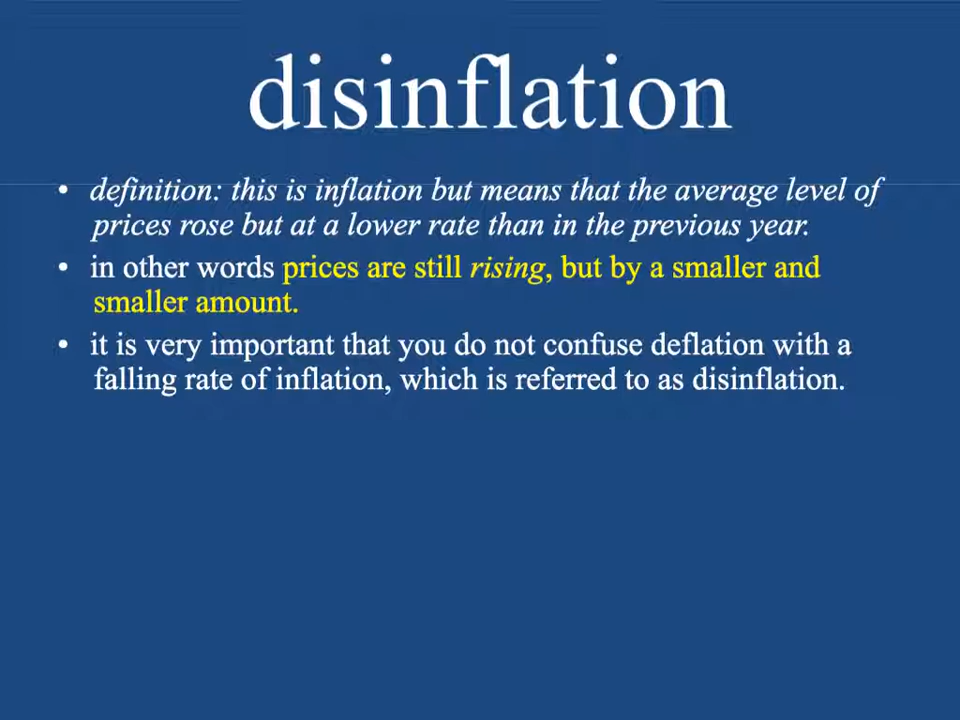 disinflation
• definition: this is inflation but means that the average level of
prices rose but at a lower rate than in the previous year.
• in other words prices are still rising, but by a smaller and
smaller amount.
• it is very important that you do not confuse deflation with a
falling rate of inflation, which is referred to as disinflation.